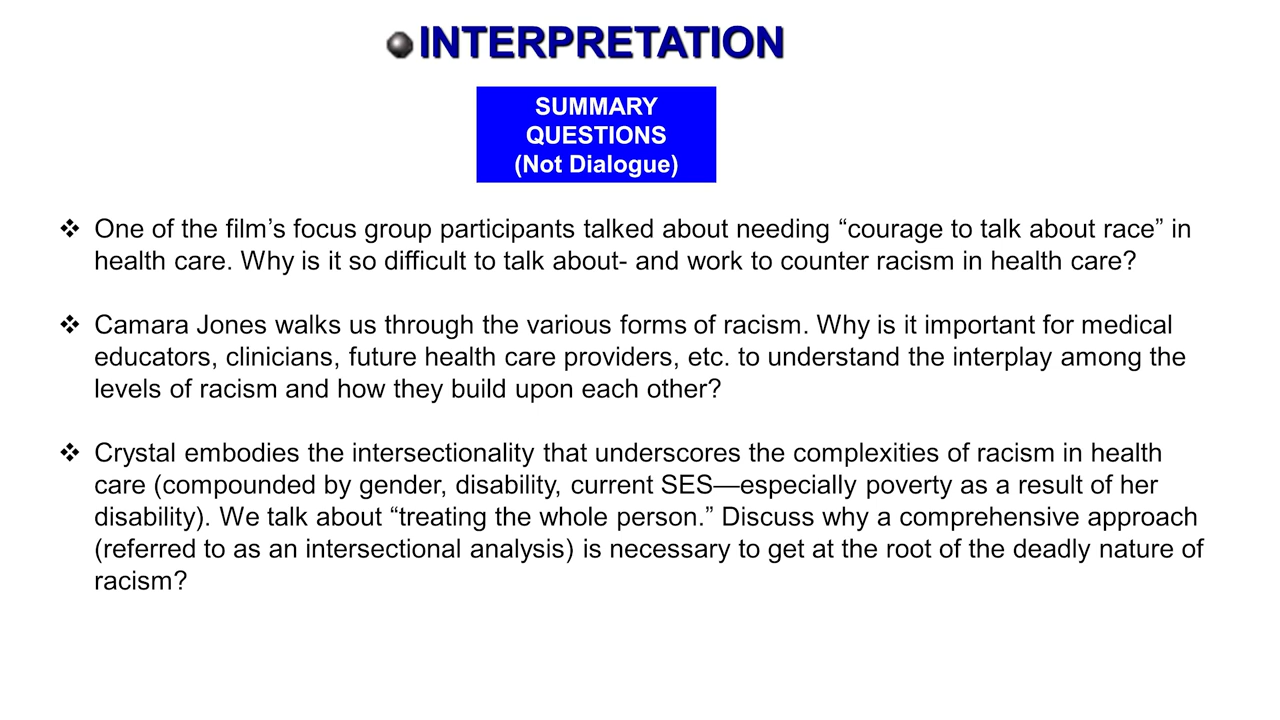 INTERPRETATION
SUMMARY
QUESTIONS
(Not Dialogue)
❖ One of the film’s focus group participants talked about needing “courage to talk about race” in
health care. Why is it so difficult to talk about- and work to counter racism in health care?
❖ Camara Jones walks us through the various forms of racism. Why is it important for medical
educators, clinicians, future health care providers, etc. to understand the interplay among the
levels of racism and how they build upon each other?
❖ Crystal embodies the intersectionality that underscores the complexities of racism in health
care (compounded by gender, disability, current SES—especially poverty as a result of her
disability). We talk about “treating the whole person.” Discuss why a comprehensive approach
(referred to as an intersectional analysis) is necessary to get at the root of the deadly nature of
racism?